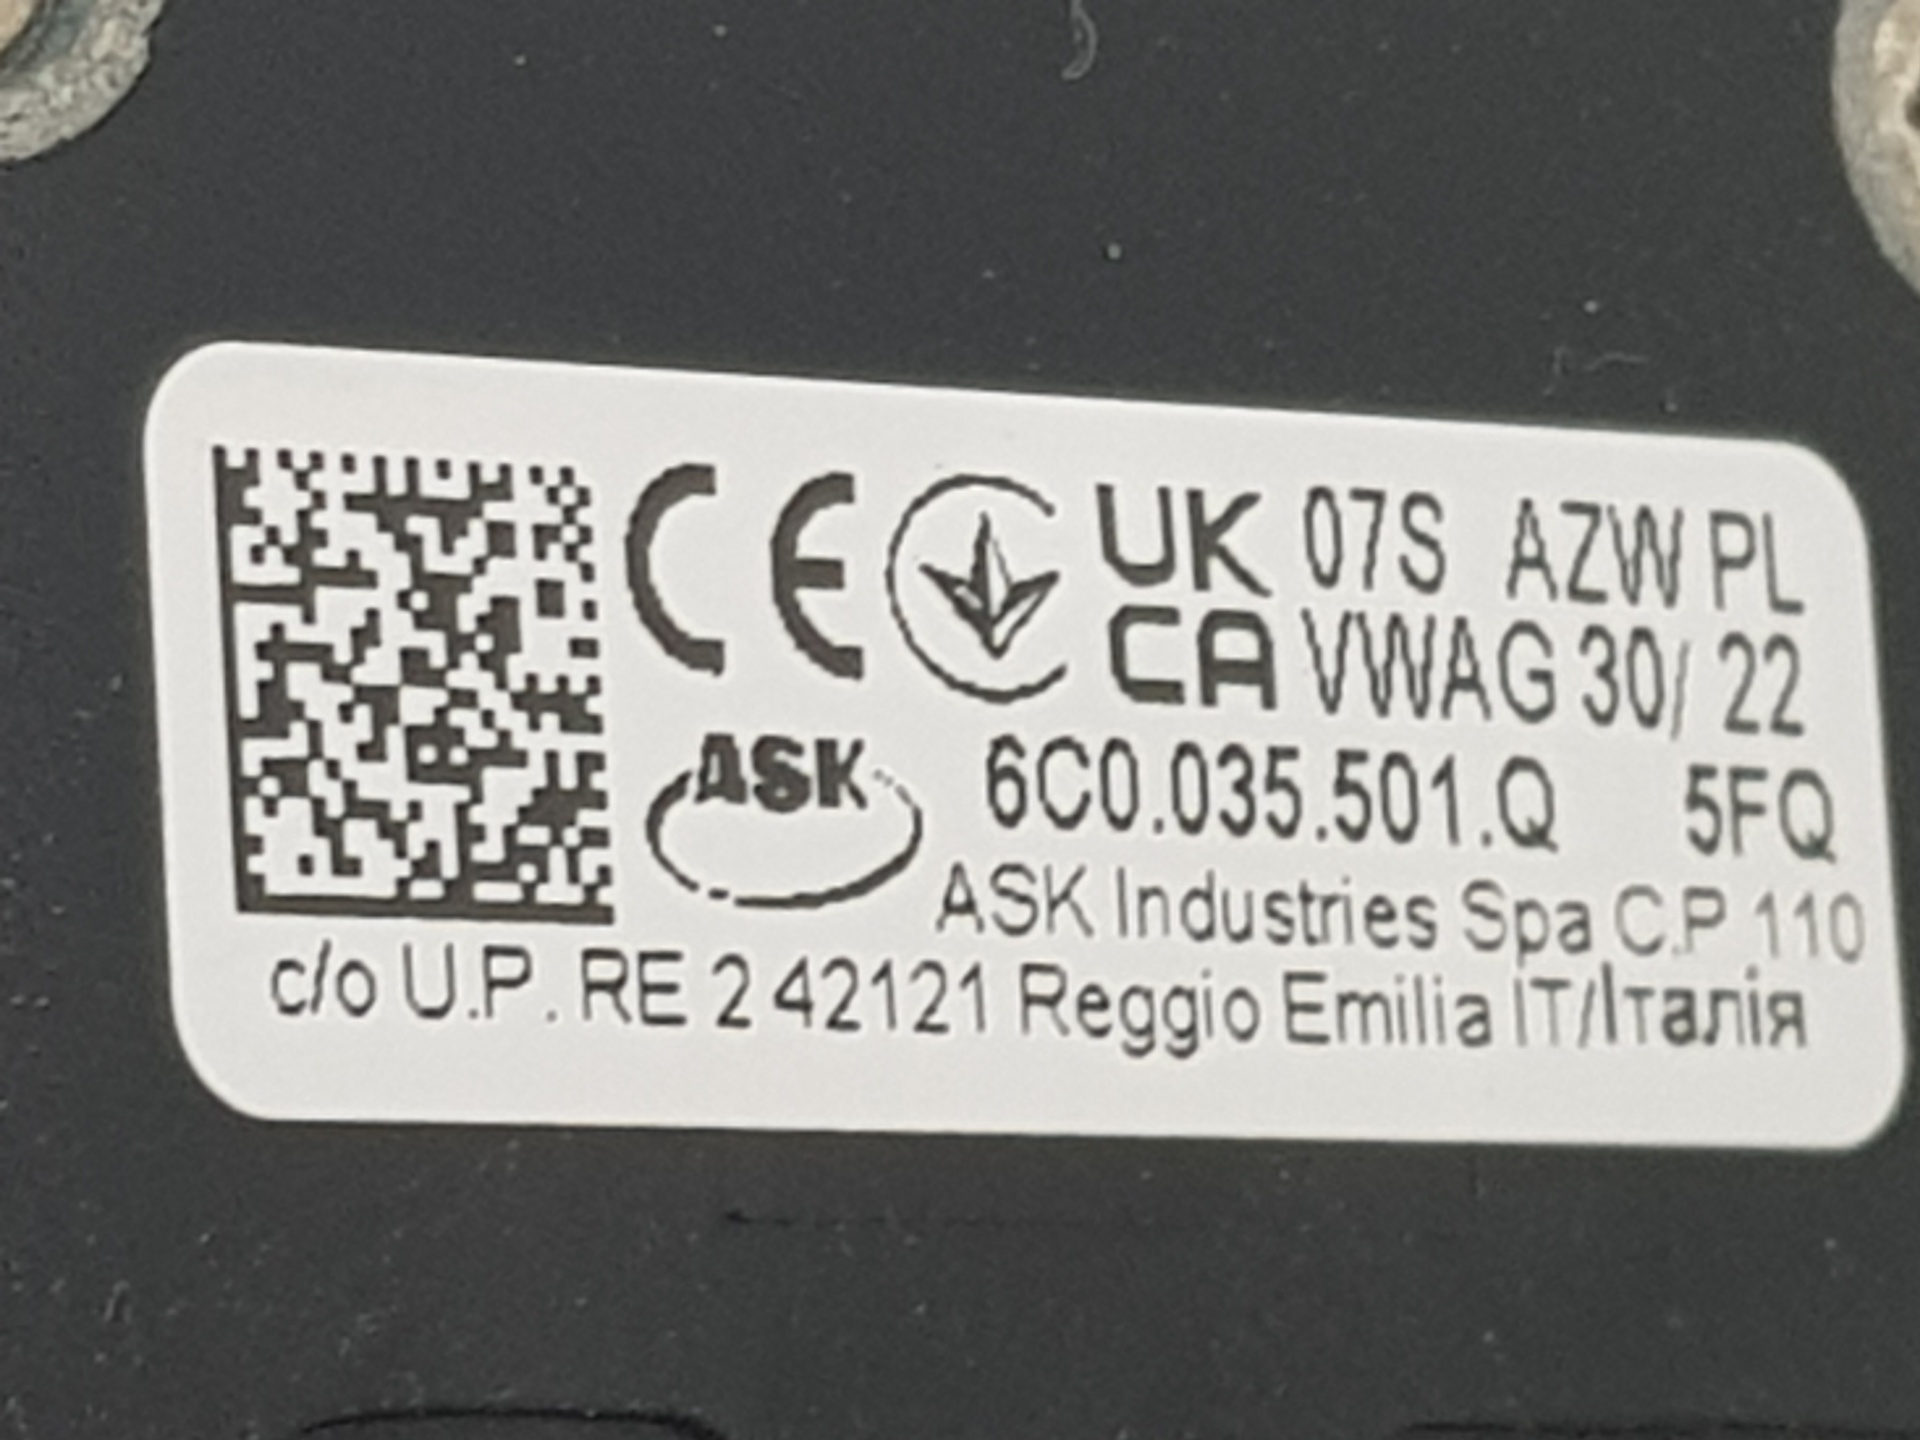 CE UK CA 07S AZW PL
VWAG 30/ 22
ASK 6C0.035.501.Q 5FQ
ASK Industries Spa C.P. 110
c/o U.P. RE 2 42121 Reggio Emilia IT/Італія